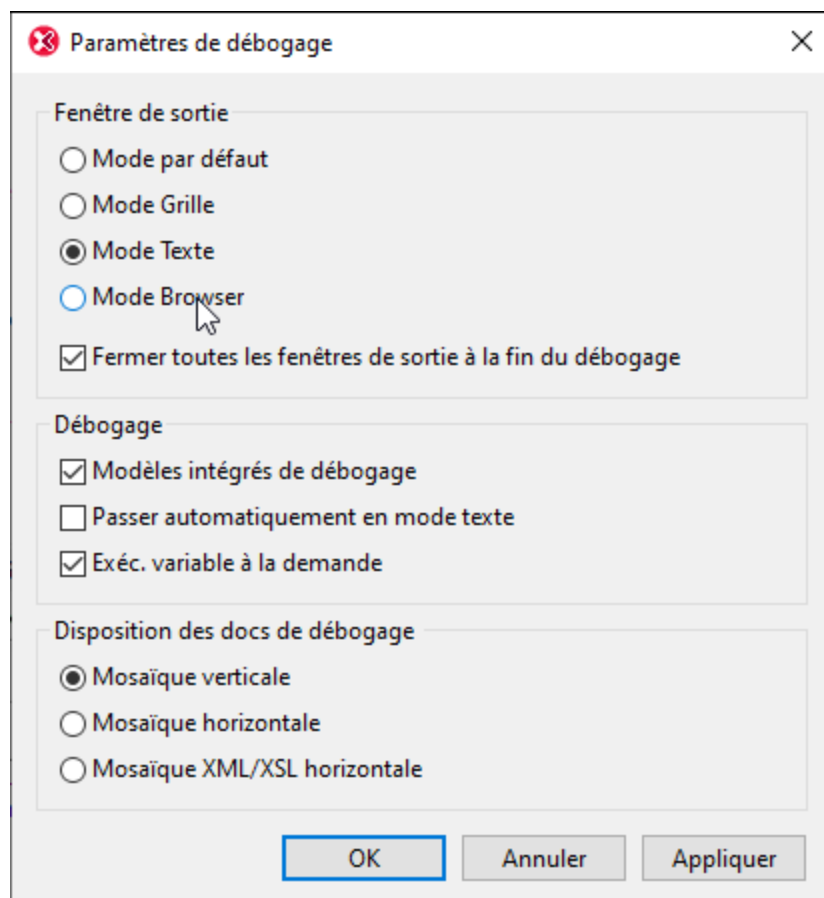 Paramètres de débogage
Fenêtre de sortie
Mode par défaut
Mode Grille
Mode Texte
Mode Browser
Fermer toutes les fenêtres de sortie à la fin du débogage
Débogage
Modèles intégrés de débogage
Passer automatiquement en mode texte
Exéc. variable à la demande
Disposition des docs de débogage
Mosaïque verticale
Mosaïque horizontale
Mosaïque XML/XSL horizontale
OK Annuler Appliquer